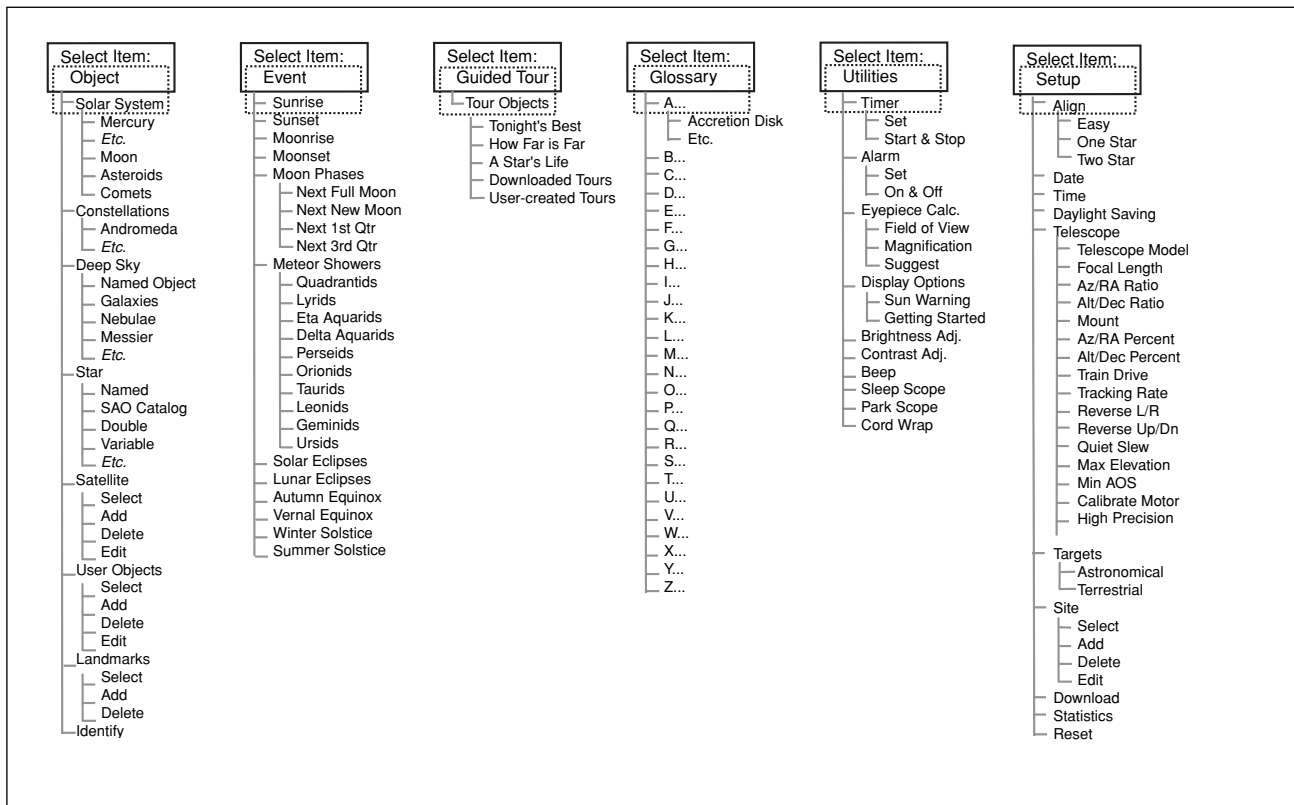 Select Item:
Object
Solar System
Mercury
Etc.
Moon
Asteroids
Comets
Constellations
Andromeda
Etc.
Deep Sky
Named Object
Galaxies
Nebulae
Messier
Etc.
Star
Named
SAO Catalog
Double
Variable
Etc.
Satellite
Select
Add
Delete
Edit
User Objects
Select
Add
Delete
Edit
Landmarks
Select
Add
Delete
Identify
Select Item:
Event
Sunrise
Sunset
Moonrise
Moonset
Moon Phases
Next Full Moon
Next New Moon
Next 1st Qtr
Next 3rd Qtr
Meteor Showers
Quadrantids
Lyrids
Eta Aquarids
Delta Aquarids
Perseids
Orionids
Taurids
Leonids
Geminids
Ursids
Solar Eclipses
Lunar Eclipses
Autumn Equinox
Vernal Equinox
Winter Solstice
Summer Solstice
Select Item:
Guided Tour
Tour Objects
Tonight's Best
How Far is Far
A Star's Life
Downloaded Tours
User-created Tours
Select Item:
Glossary
A...
Accretion Disk
Etc.
B...
C...
D...
E...
F...
G...
H...
I...
J...
K...
L...
M...
N...
O...
P...
Q...
R...
S...
T...
U...
V...
W...
X...
Y...
Z...
Select Item:
Utilities
Timer
Set
Start & Stop
Alarm
Set
On & Off
Eyepiece Calc.
Field of View
Magnification
Suggest
Display Options
Sun Warning
Getting Started
Brightness Adj.
Contrast Adj.
Beep
Sleep Scope
Park Scope
Cord Wrap
Select Item:
Setup
Align
Easy
One Star
Two Star
Date
Time
Daylight Saving
Telescope
Telescope Model
Focal Length
Az/RA Ratio
Alt/Dec Ratio
Mount
Az/RA Percent
Alt/Dec Percent
Train Drive
Tracking Rate
Reverse L/R
Reverse Up/Dn
Quiet Slew
Max Elevation
Min AOS
Calibrate Motor
High Precision
Targets
Astronomical
Terrestrial
Site
Select
Add
Delete
Edit
Download
Statistics
Reset